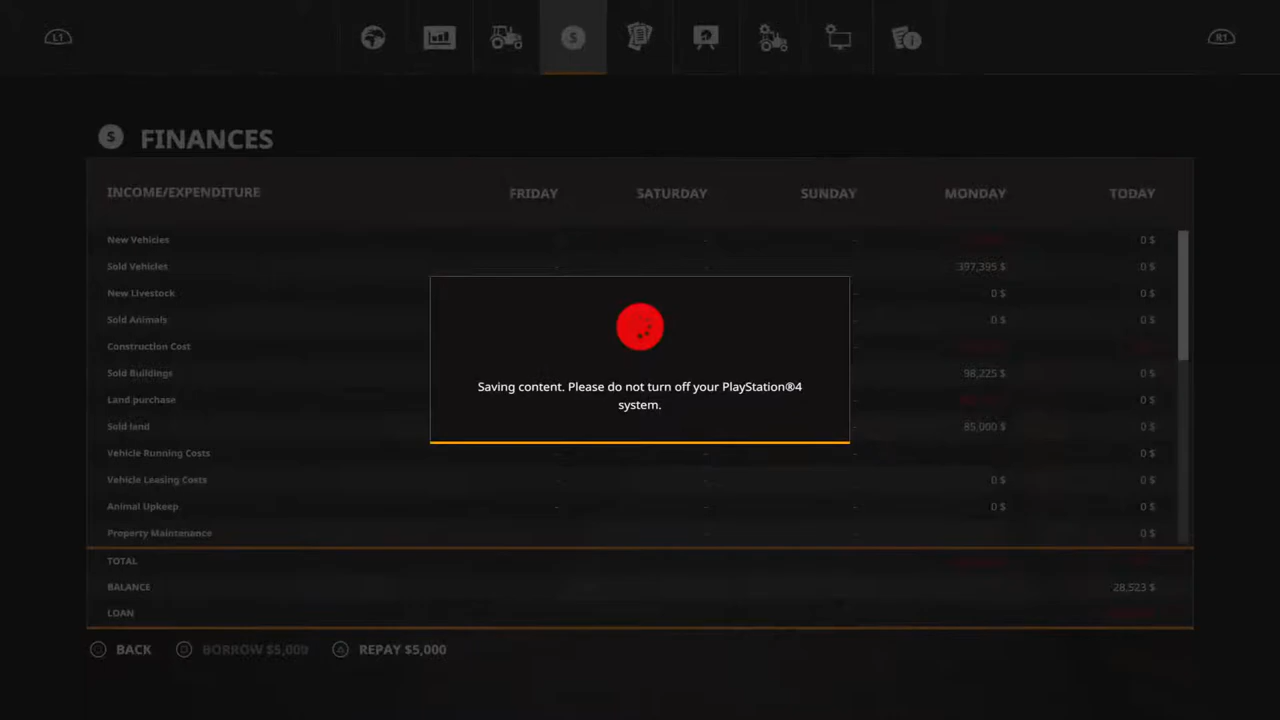 L1
R1
FINANCES
INCOME/EXPENDITURE FRIDAY SATURDAY SUNDAY MONDAY TODAY
New Vehicles - - - 0 $
Sold Vehicles - - - 397,395 $ 0 $
New Livestock - 0 $ 0 $
Sold Animals 0 $ 0 $
Construction Cost
Sold Buildings 98,225 $ 0 $
Land purchase 0 $
Sold land 85,000 $ 0 $
Vehicle Running Costs - - - 0 $
Vehicle Leasing Costs - - - 0 $ 0 $
Animal Upkeep - - - 0 $ 0 $
Property Maintenance 0 $
Saving content. Please do not turn off your PlayStation®4
system.
TOTAL
BALANCE 28,523 $
LOAN
BACK BORROW $5,000 REPAY $5,000